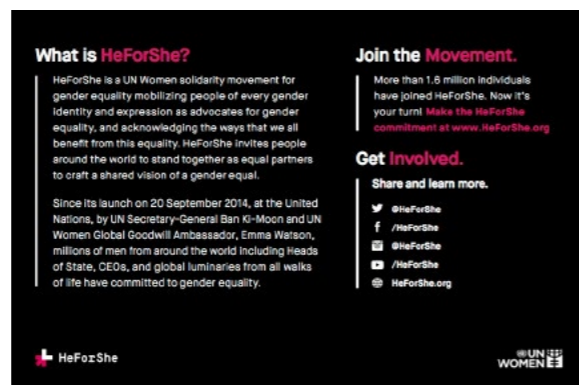 What is HeForShe?
HeForShe is a UN Women solidarity movement for
gender equality mobilizing people of every gender
identity and expression as advocates for gender
equality, and acknowledging the ways that we all
benefit from this equality. HeForShe invites people
around the world to stand together as equal partners
to craft a shared vision of a gender equal.
Since its launch on 20 September 2014, at the United
Nations, by UN Secretary-General Ban Ki-Moon and UN
Women Global Goodwill Ambassador, Emma Watson,
millions of men from around the world including Heads
of State, CEOs, and global luminaries from all walks
of life have committed to gender equality.
Join the Movement.
More than 1.6 million individuals
have joined HeForShe. Now it's
your turn! Make the HeForShe
commitment at www.HeForShe.org
Get Involved.
Share and learn more.
@HeForShe
/HeForShe
@HeForShe
/HeForShe
HeForShe.org
HeForShe
UN
WOMEN